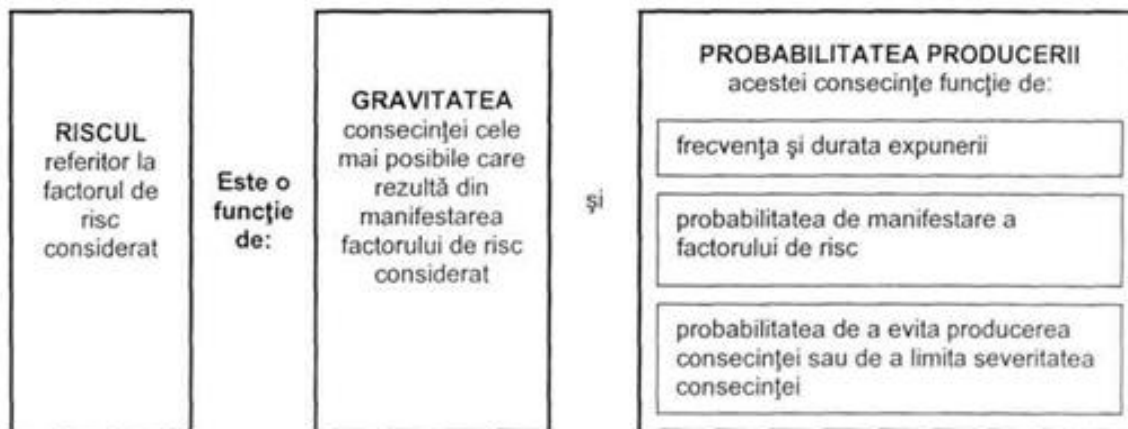 RISCUL
referitor la
factorul de
risc
considerat
Este o
funcţie
de:
GRAVITATEA
consecinţei cele
mai posibile care
rezultă din
manifestarea
factorului de risc
considerat
şi
PROBABILITATEA PRODUCERII
acestei consecinţe funcţie de:
frecvenţa şi durata expunerii
probabilitatea de manifestare a
factorului de risc
probabilitatea de a evita producerea
consecinţei sau de a limita severitatea
consecinţei